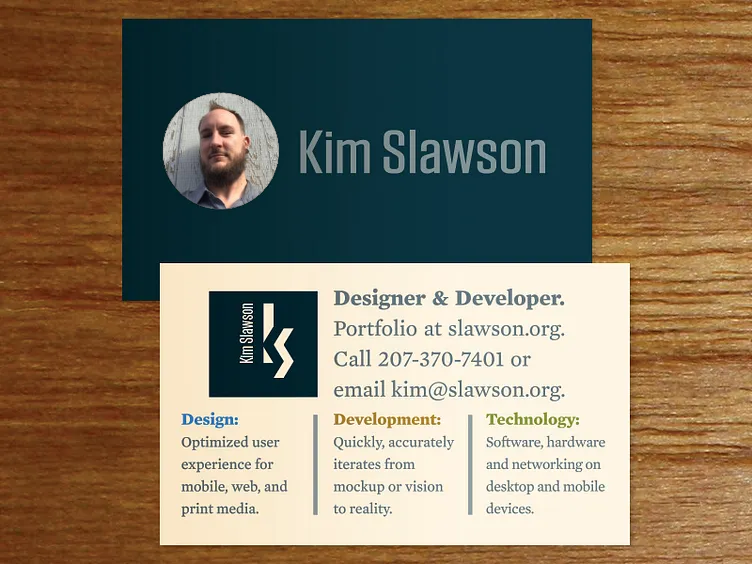 Kim Slawson
Kim Slawson
ks
Designer & Developer.
Portfolio at slawson.org.
Call 207-370-7401 or
email kim@slawson.org.
Design:
Optimized user
experience for
mobile, web, and
print media.
Development:
Quickly, accurately
iterates from
mockup or vision
to reality.
Technology:
Software, hardware
and networking on
desktop and mobile
devices.